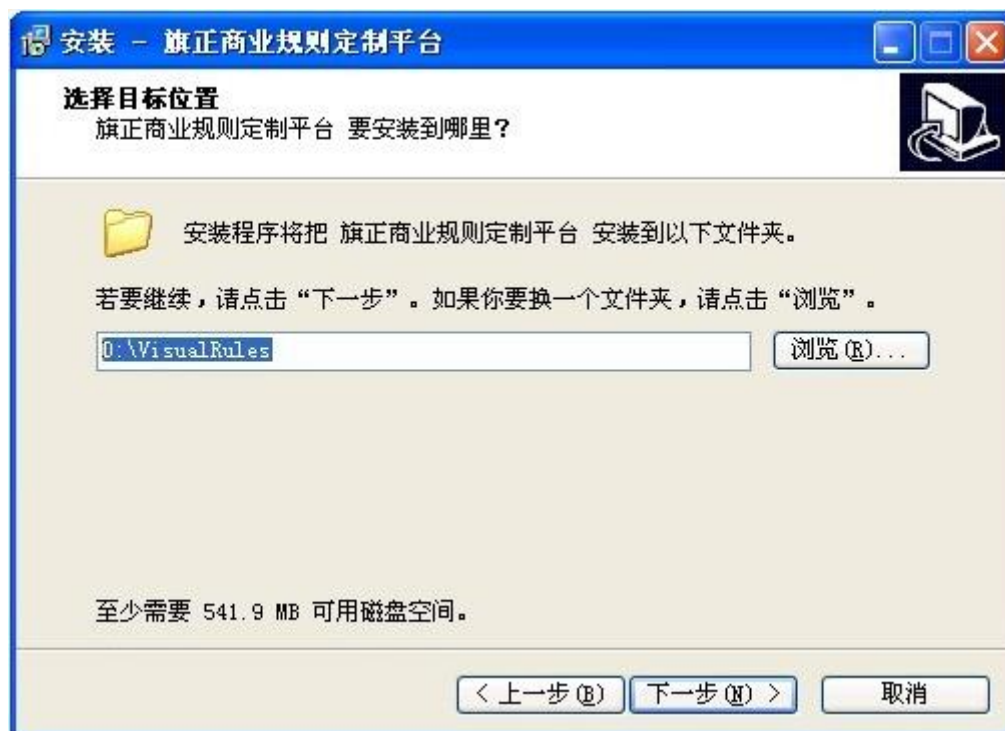 安装 - 旗正商业规则定制平台
选择目标位置
旗正商业规则定制平台 要安装到哪里?
安装程序将把 旗正商业规则定制平台 安装到以下文件夹。
若要继续，请点击“下一步”。如果你要换一个文件夹，请点击“浏览”。
D:\VisualRules
浏览(R)...
至少需要 541.9 MB 可用磁盘空间。
< 上一步(B)
下一步(N) >
取消